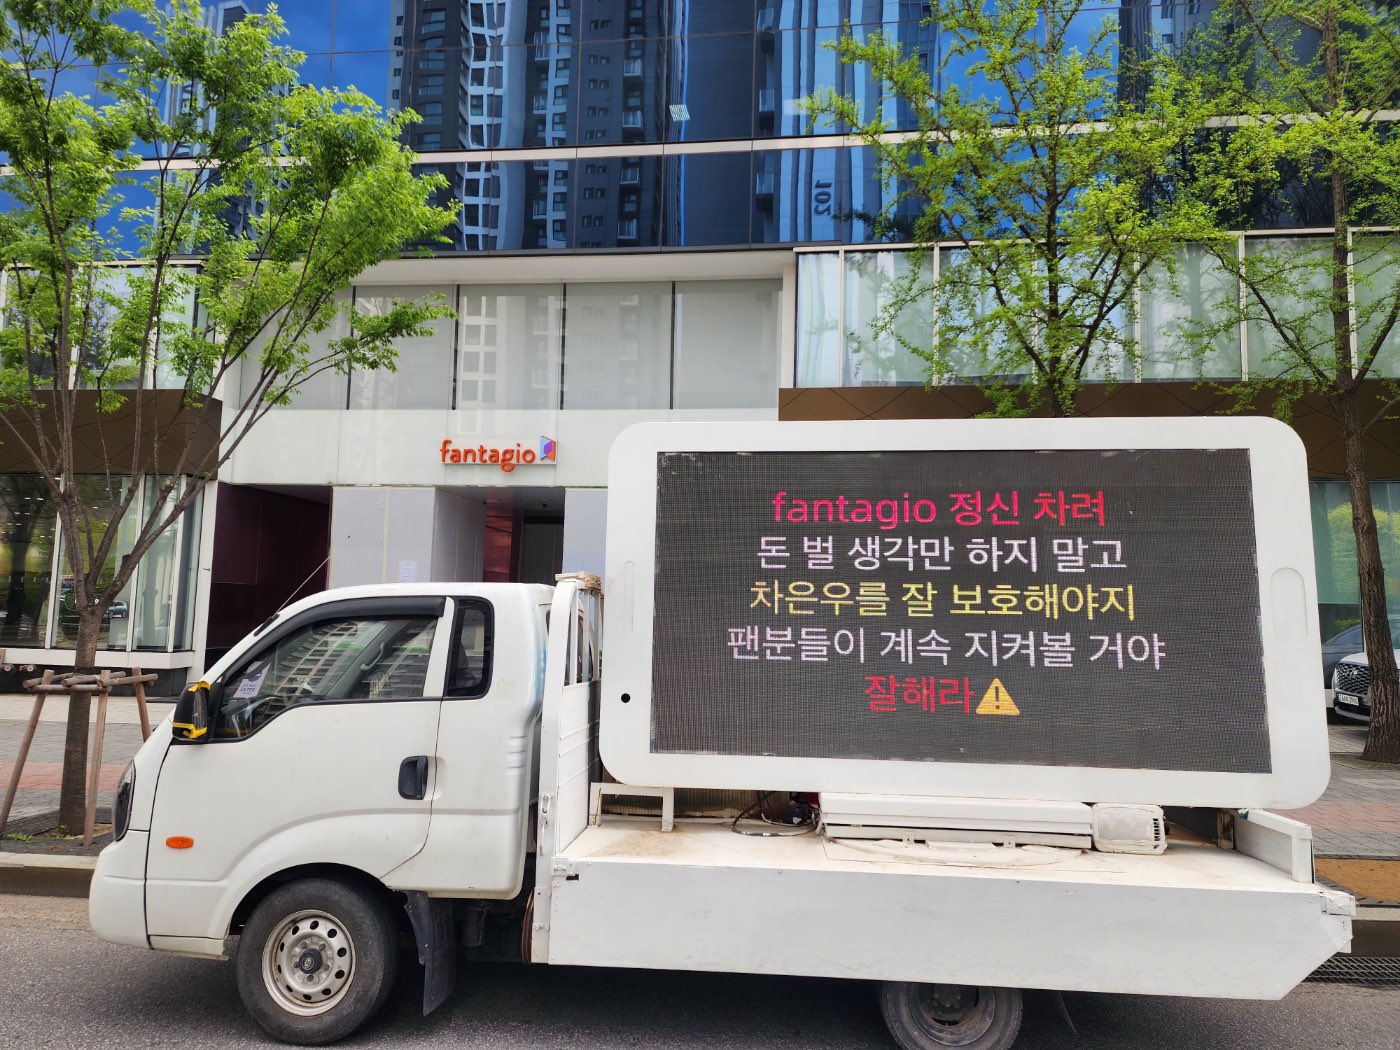 102
fantagio
fantagio 정신 차려
돈 벌 생각만 하지 말고
차은우를 잘 보호해야지
팬분들이 계속 지켜볼 거야
잘해라⚠️